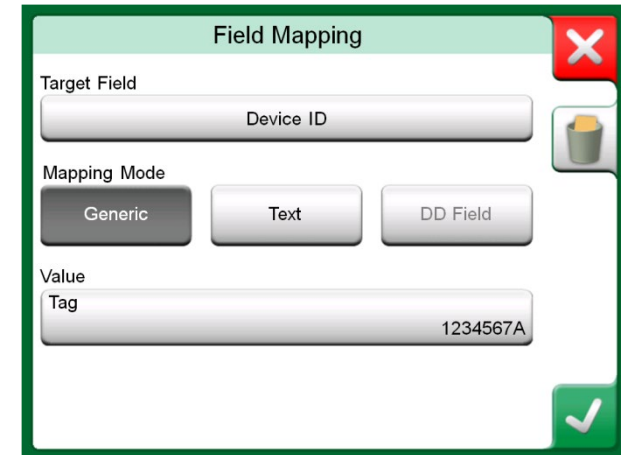 Field Mapping
Target Field
Device ID
Mapping Mode
Generic Text DD Field
Value
Tag
1234567A